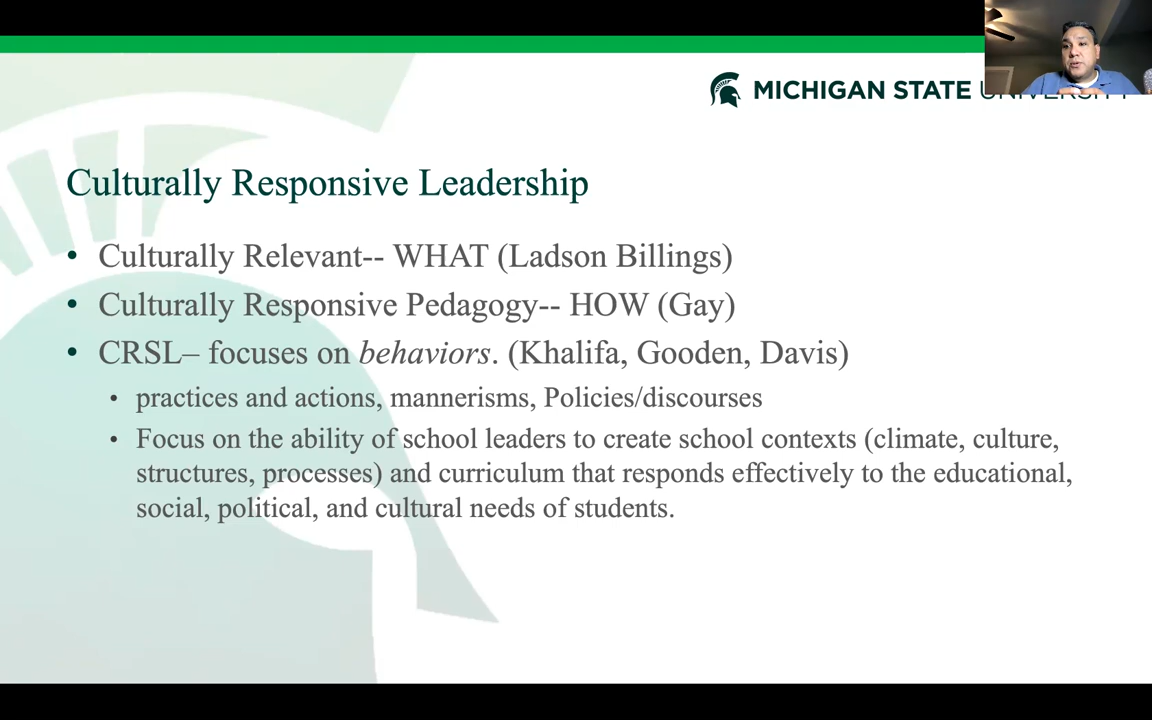 MICHIGAN STATE UNIVERSITY
Culturally Responsive Leadership
• Culturally Relevant-- WHAT (Ladson Billings)
• Culturally Responsive Pedagogy-- HOW (Gay)
• CRSL– focuses on behaviors. (Khalifa, Gooden, Davis)
• practices and actions, mannerisms, Policies/discourses
• Focus on the ability of school leaders to create school contexts (climate, culture,
structures, processes) and curriculum that responds effectively to the educational,
social, political, and cultural needs of students.